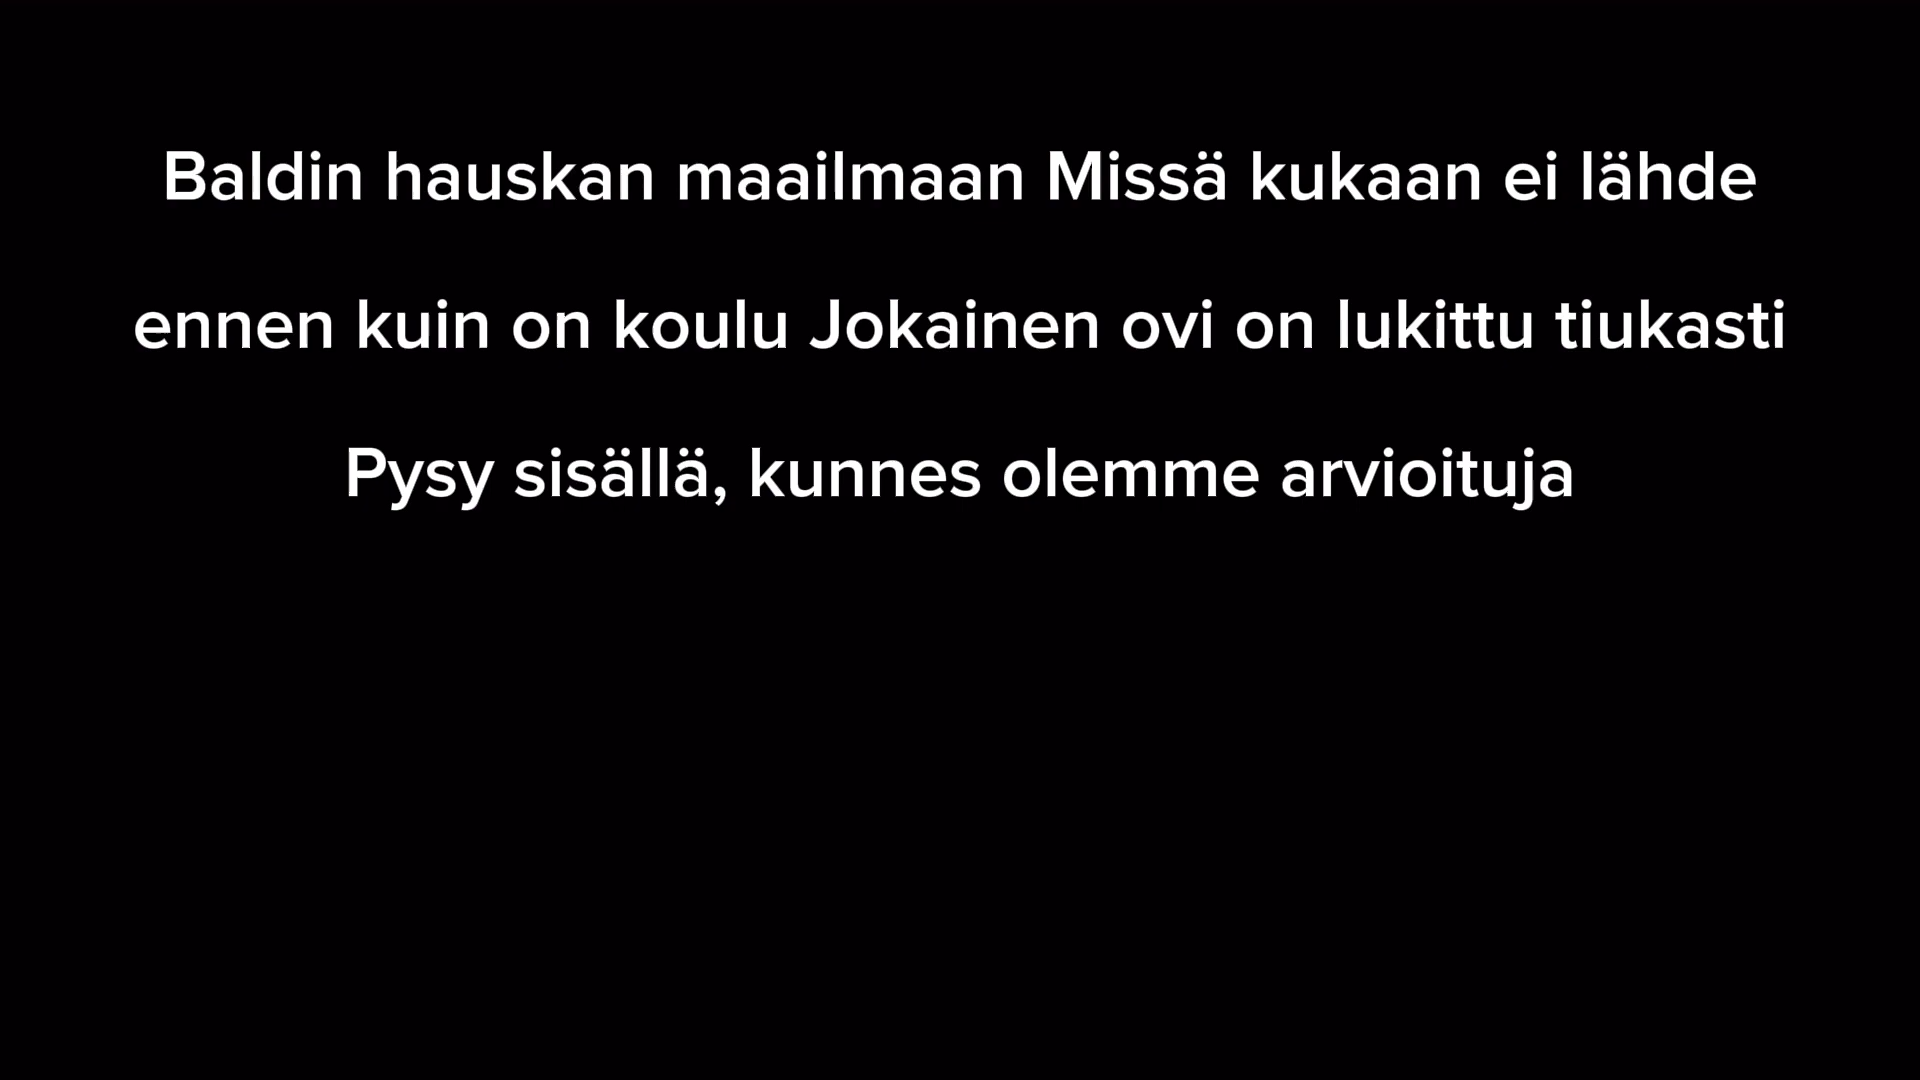 Baldin hauskan maailmaan Missä kukaan ei lähde
ennen kuin on koulu Jokainen ovi on lukittu tiukasti
Pysy sisällä, kunnes olemme arvioituja